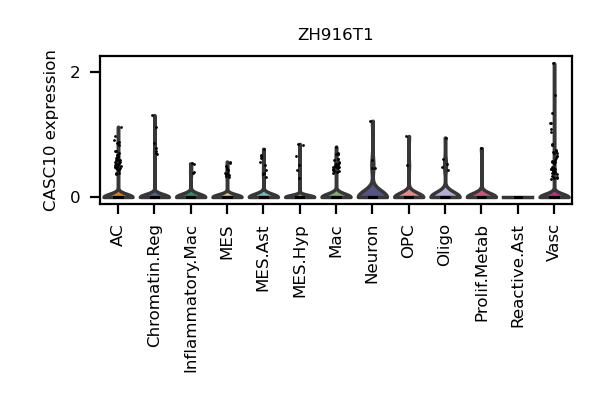 ZH916T1
CASC10 expression
2
0
AC
Chromatin.Reg
Inflammatory.Mac
MES
MES.Ast
MES.Hyp
Mac
Neuron
OPC
Oligo
Prolif.Metab
Reactive.Ast
Vasc